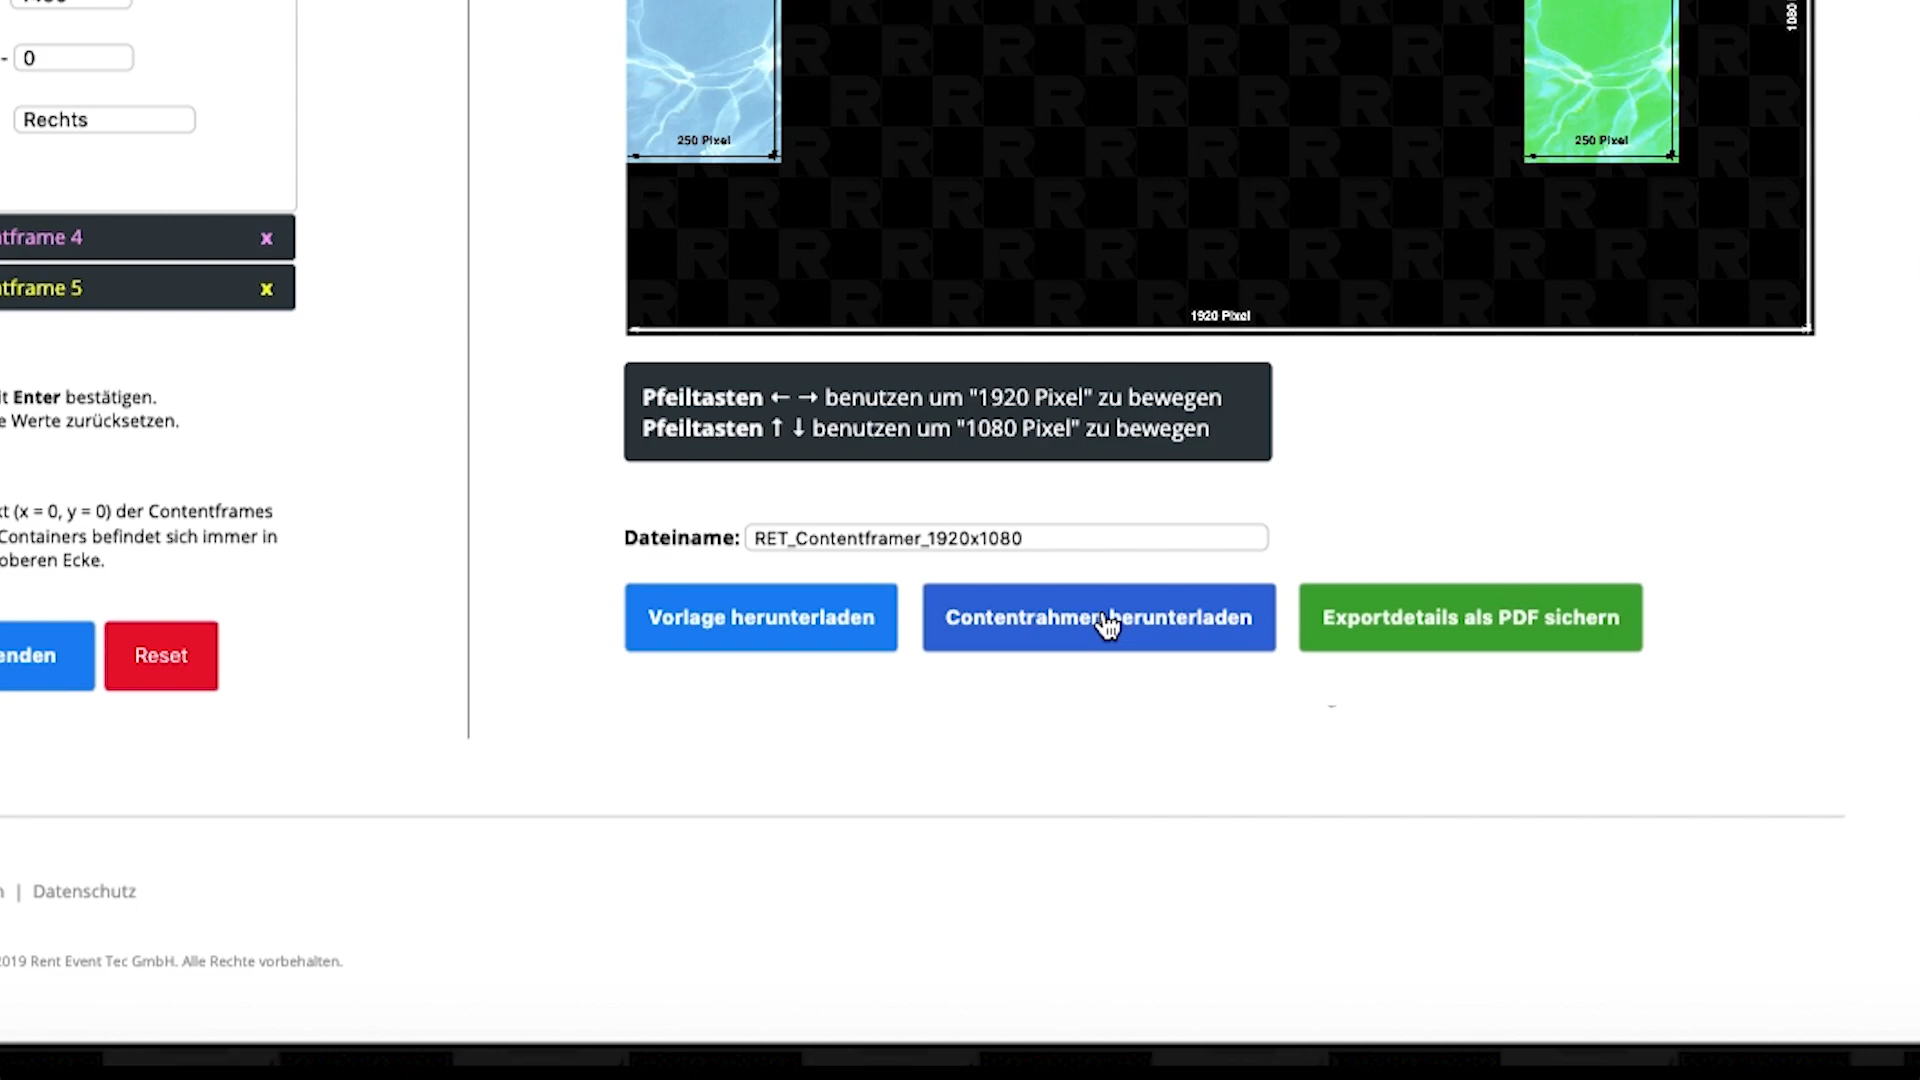 0
Rechts
tframe 4 x
tframe 5 x
it Enter bestätigen.
e Werte zurücksetzen.
kt (x = 0, y = 0) der Contentframes
Containers befindet sich immer in
oberen Ecke.
enden Reset
| Datenschutz
2019 Rent Event Tec GmbH. Alle Rechte vorbehalten.
1080
250 Pixel
250 Pixel
1920 Pixel
Pfeiltasten ← → benutzen um "1920 Pixel" zu bewegen
Pfeiltasten ↑ ↓ benutzen um "1080 Pixel" zu bewegen
Dateiname: RET_Contentframer_1920x1080
Vorlage herunterladen Contentrahmen herunterladen Exportdetails als PDF sichern